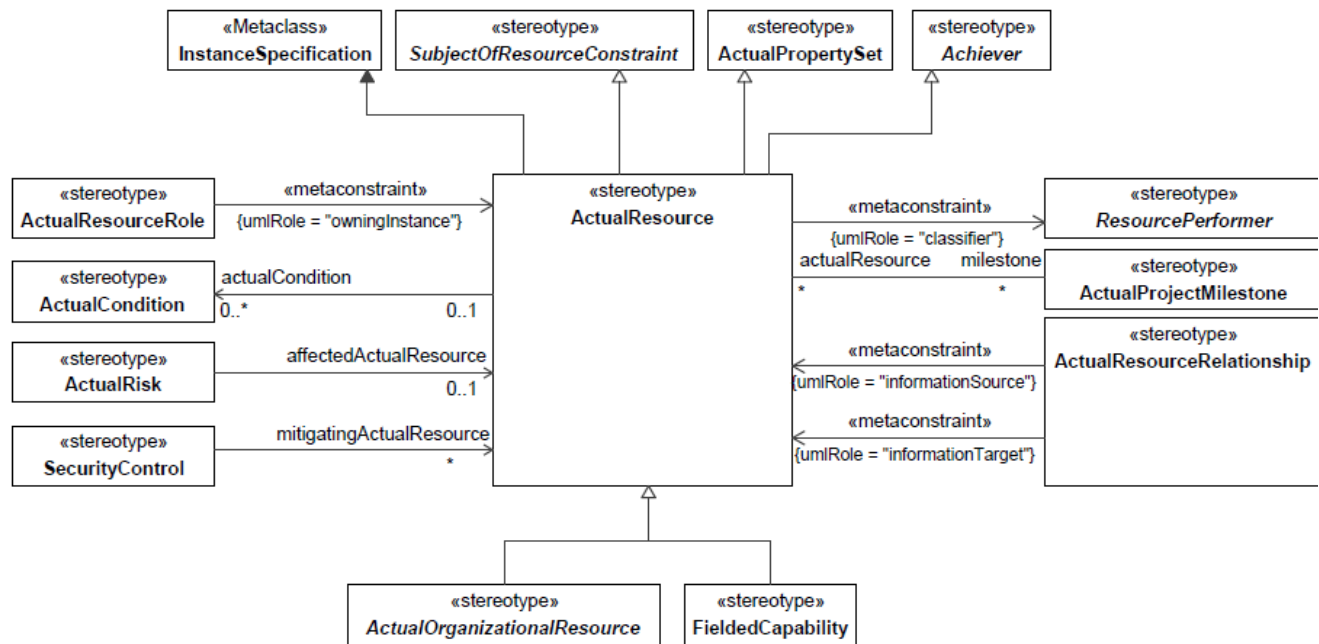 «Metaclass»
InstanceSpecification
«stereotype»
SubjectOfResourceConstraint
«stereotype»
ActualPropertySet
«stereotype»
Achiever
«stereotype»
ActualResourceRole
«metaconstraint»
{umlRole = "owningInstance"}
«stereotype»
ActualResource
«metaconstraint»
{umlRole = "classifier"}
«stereotype»
ResourcePerformer
«stereotype»
ActualCondition
actualCondition
0..*
0..1
actualResource
milestone
*
*
«stereotype»
ActualProjectMilestone
«stereotype»
ActualRisk
affectedActualResource
0..1
«metaconstraint»
{umlRole = "informationSource"}
«stereotype»
ActualResourceRelationship
«stereotype»
SecurityControl
mitigatingActualResource
*
«metaconstraint»
{umlRole = "informationTarget"}
«stereotype»
ActualOrganizationalResource
«stereotype»
FieldedCapability